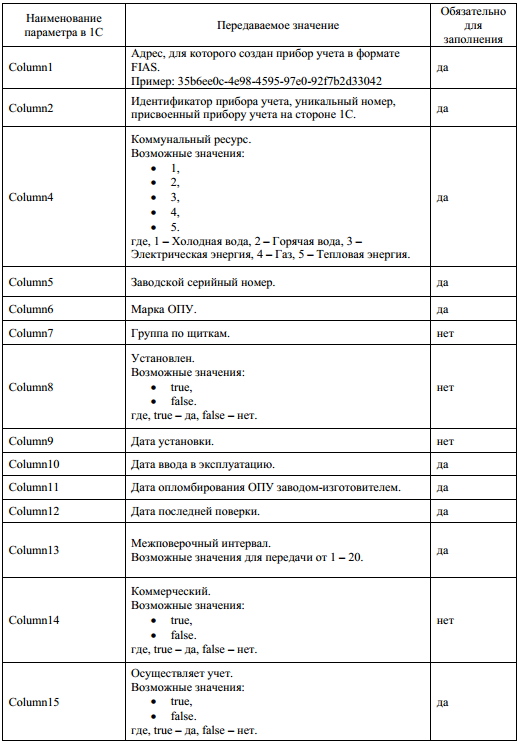 Наименование
параметра в 1С
Передаваемое значение
Обязательно
для
заполнения
Column1
Адрес, для которого создан прибор учета в формате
FIAS.
Пример: 35b6ee0c-4e98-4595-97e0-92f7b2d33042
да
Column2
Идентификатор прибора учета, уникальный номер,
присвоенный прибору учета на стороне 1С.
да
Column4
Коммунальный ресурс.
Возможные значения:
• 1,
• 2,
• 3,
• 4,
• 5.
где, 1 – Холодная вода, 2 – Горячая вода, 3 –
Электрическая энергия, 4 – Газ, 5 – Тепловая энергия.
да
Column5
Заводской серийный номер.
да
Column6
Марка ОПУ.
да
Column7
Группа по щиткам.
нет
Column8
Установлен.
Возможные значения:
• true,
• false.
где, true – да, false – нет.
нет
Column9
Дата установки.
нет
Column10
Дата ввода в эксплуатацию.
да
Column11
Дата опломбирования ОПУ заводом-изготовителем.
да
Column12
Дата последней поверки.
да
Column13
Межповерочный интервал.
Возможные значения для передачи от 1 – 20.
да
Column14
Коммерческий.
Возможные значения:
• true,
• false.
где, true – да, false – нет.
нет
Column15
Осуществляет учет.
Возможные значения:
• true,
• false.
где, true – да, false – нет.
да